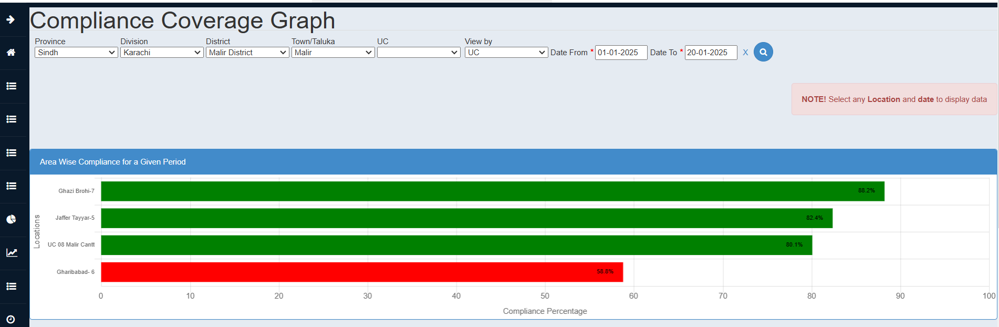 Compliance Coverage Graph
Province Division District Town/Taluka UC View by
Sindh Karachi Malir District Malir UC Date From * 01-01-2025 Date To * 20-01-2025 X
NOTE! Select any Location and date to display data
Area Wise Compliance for a Given Period
Locations
Ghazi Brohi-7 88.2%
Jaffer Tayyar-5 82.4%
UC 08 Malir Cantt 80.1%
Gharibabad- 6 58.8%
0 10 20 30 40 50 60 70 80 90 100
Compliance Percentage